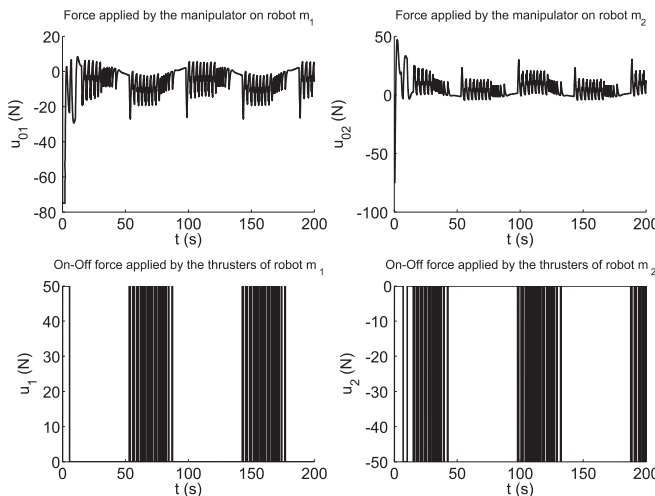 Force applied by the manipulator on robot m1
20
0
-20
-40
-60
-80
u01 (N)
0 50 100 150 200
t (s)
Force applied by the manipulator on robot m2
50
0
-50
-100
u02 (N)
0 50 100 150 200
t (s)
On-Off force applied by the thrusters of robot m1
50
40
30
20
10
0
u1 (N)
0 50 100 150 200
t (s)
On-Off force applied by the thrusters of robot m2
0
-10
-20
-30
-40
-50
u2 (N)
0 50 100 150 200
t (s)